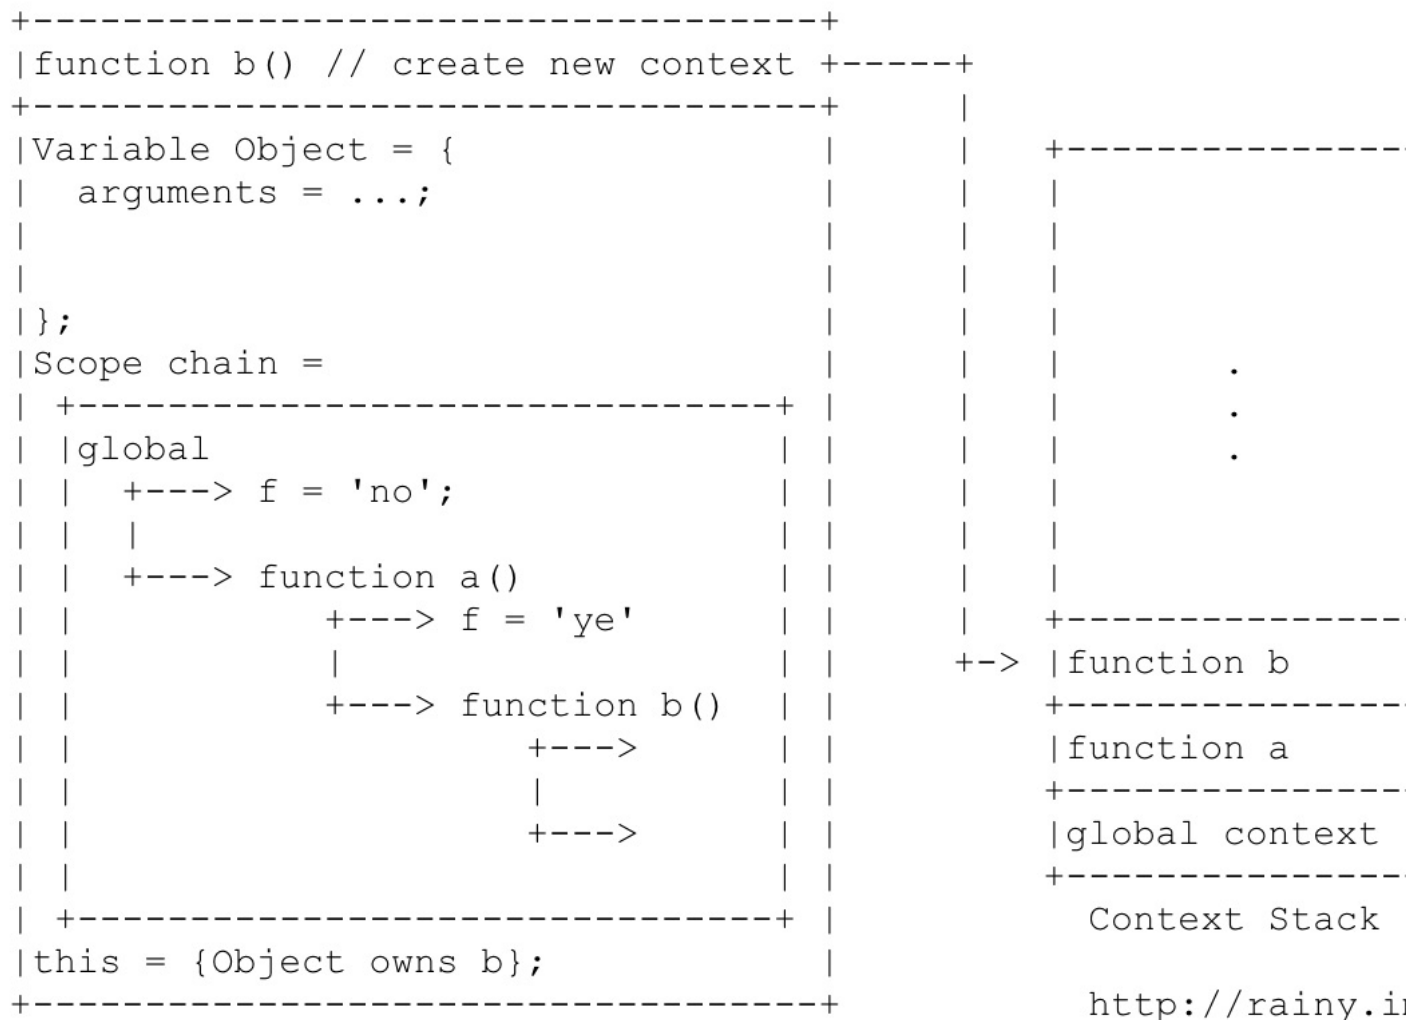 function b() // create new context
Variable Object = {
arguments = ...;
};
Scope chain =
global
+---> f = 'no';
+---> function a()
+---> f = 'ye'
+---> function b()
+--->
+--->
this = {Object owns b};
.
.
.
+-> |function b
|function a
|global context
Context Stack
http://rainy.i